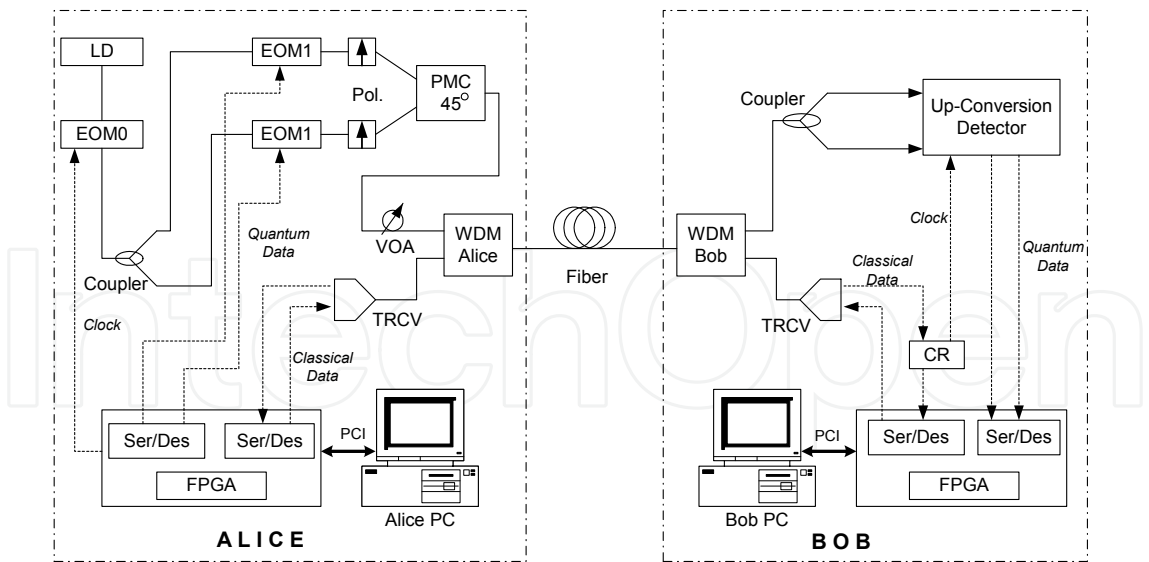 LD
EOM1
Pol.
PMC
45°
EOM0
EOM1
Quantum
Data
VOA
WDM
Alice
Coupler
Clock
TRCV
Classical
Data
Ser/Des
Ser/Des
FPGA
PCI
Alice PC
A L I C E
Fiber
Coupler
Up-Conversion
Detector
WDM
Bob
Clock
Classical
Data
Quantum
Data
TRCV
CR
PCI
Ser/Des
Ser/Des
FPGA
Bob PC
B O B
IntechOpen